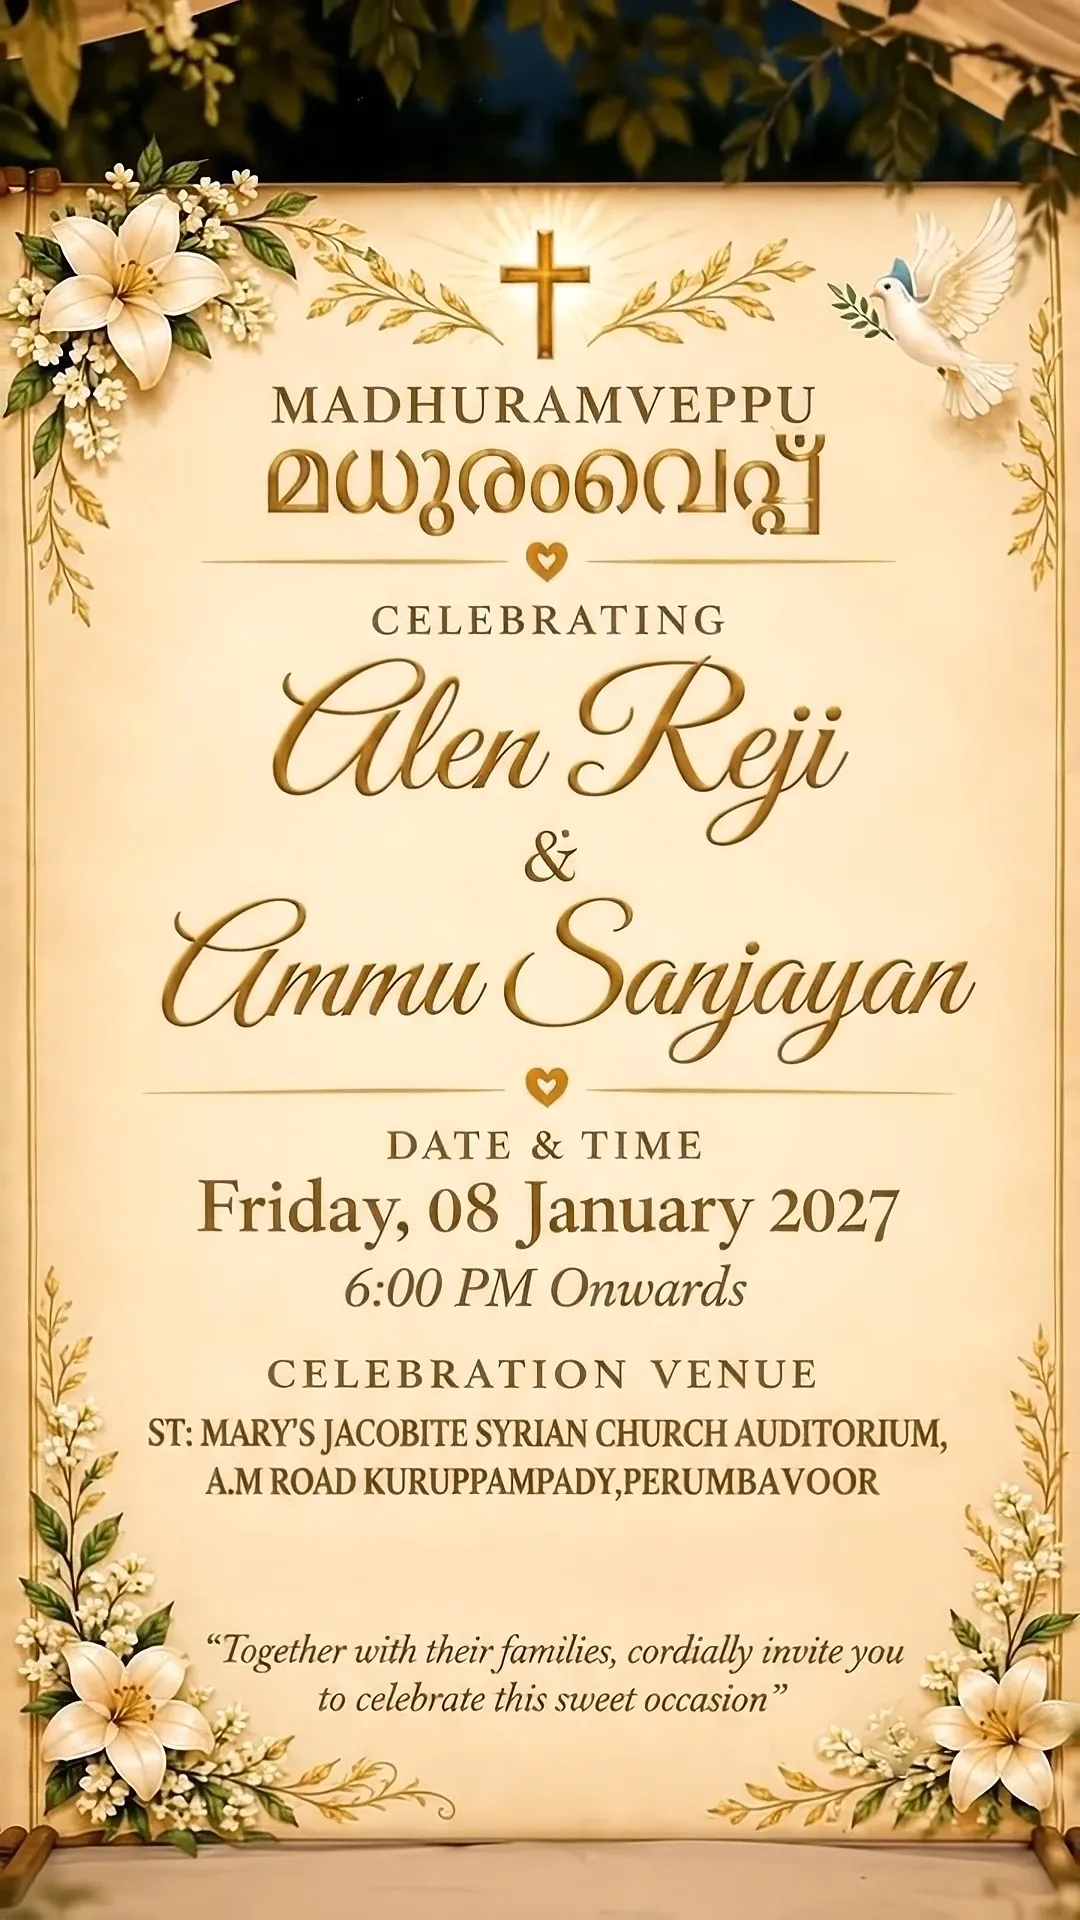 MADHURAMVEPPU
മധുരംവെപ്പ്
CELEBRATING
Alen Reji
&
Ammu Sanjayan
DATE & TIME
Friday, 08 January 2027
6:00 PM Onwards
CELEBRATION VENUE
ST: MARY'S JACOBITE SYRIAN CHURCH AUDITORIUM,
A.M ROAD KURUPPAMPADY,PERUMBAVOOR
“Together with their families, cordially invite you
to celebrate this sweet occasion”